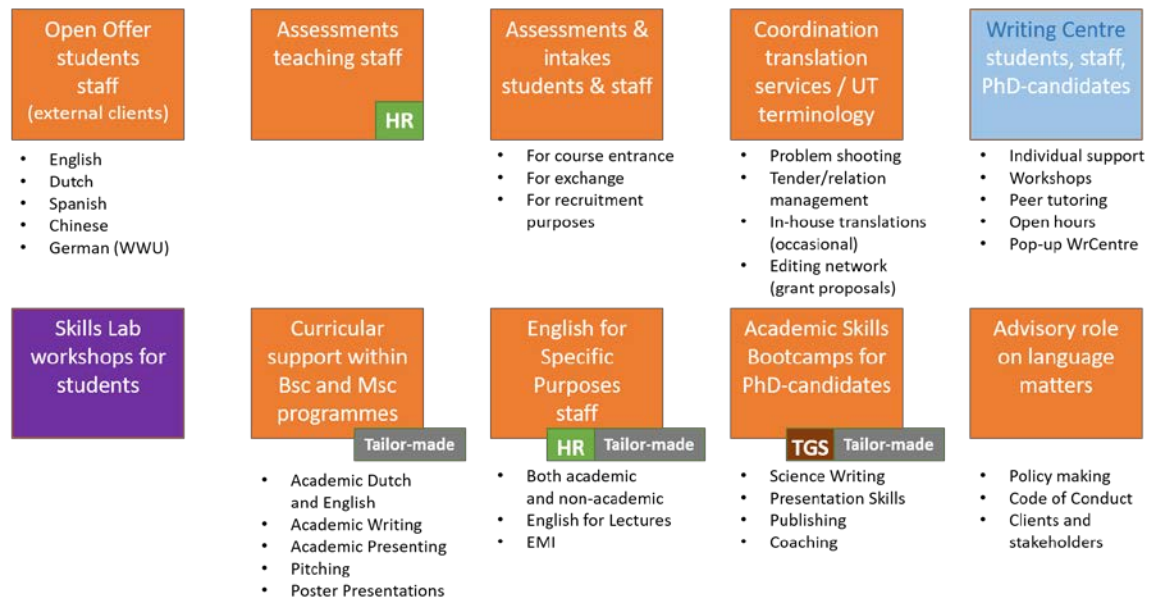 Open Offer
students
staff
(external clients)
• English
• Dutch
• Spanish
• Chinese
• German (WWU)
Assessments
teaching staff
HR
Assessments &
intakes
students & staff
• For course entrance
• For exchange
• For recruitment
purposes
Coordination
translation
services / UT
terminology
• Problem shooting
• Tender/relation
management
• In-house translations
(occasional)
• Editing network
(grant proposals)
Writing Centre
students, staff,
PhD-candidates
• Individual support
• Workshops
• Peer tutoring
• Open hours
• Pop-up WrCentre
Skills Lab
workshops for
students
Curricular
support within
Bsc and Msc
programmes
Tailor-made
• Academic Dutch
and English
• Academic Writing
• Academic Presenting
• Pitching
• Poster Presentations
English for
Specific
Purposes
staff
HR Tailor-made
• Both academic
and non-academic
• English for Lectures
• EMI
Academic Skills
Bootcamps for
PhD-candidates
TGS Tailor-made
• Science Writing
• Presentation Skills
• Publishing
• Coaching
Advisory role
on language
matters
• Policy making
• Code of Conduct
• Clients and
stakeholders